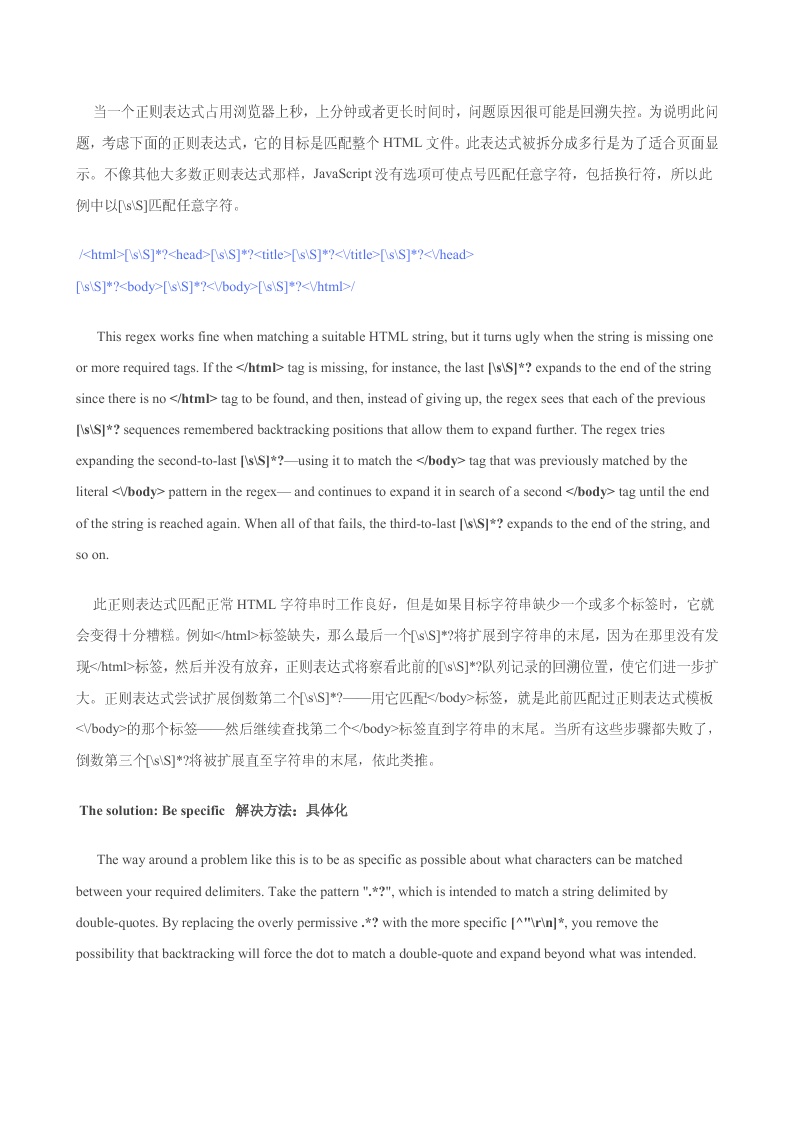 当一个正则表达式占用浏览器上秒，上分钟或者更长时间时，问题原因很可能是回溯失控。为说明此问
题，考虑下面的正则表达式，它的目标是匹配整个 HTML 文件。此表达式被拆分成多行是为了适合页面显
示。不像其他大多数正则表达式那样，JavaScript 没有选项可使点号匹配任意字符，包括换行符，所以此
例中以[\s\S]匹配任意字符。
/<html>[\s\S]*?<head>[\s\S]*?<title>[\s\S]*?<\/title>[\s\S]*?<\/head>
[\s\S]*?<body>[\s\S]*?<\/body>[\s\S]*?<\/html>/
This regex works fine when matching a suitable HTML string, but it turns ugly when the string is missing one
or more required tags. If the </html> tag is missing, for instance, the last [\s\S]*? expands to the end of the string
since there is no </html> tag to be found, and then, instead of giving up, the regex sees that each of the previous
[\s\S]*? sequences remembered backtracking positions that allow them to expand further. The regex tries
expanding the second-to-last [\s\S]*?—using it to match the </body> tag that was previously matched by the
literal <\/body> pattern in the regex— and continues to expand it in search of a second </body> tag until the end
of the string is reached again. When all of that fails, the third-to-last [\s\S]*? expands to the end of the string, and
so on.
此正则表达式匹配正常 HTML 字符串时工作良好，但是如果目标字符串缺少一个或多个标签时，它就
会变得十分糟糕。例如</html>标签缺失，那么最后一个[\s\S]*?将扩展到字符串的末尾，因为在那里没有发
现</html>标签，然后并没有放弃，正则表达式将察看此前的[\s\S]*?队列记录的回溯位置，使它们进一步扩
大。正则表达式尝试扩展倒数第二个[\s\S]*?——用它匹配</body>标签，就是此前匹配过正则表达式模板
<\/body>的那个标签——然后继续查找第二个</body>标签直到字符串的末尾。当所有这些步骤都失败了，
倒数第三个[\s\S]*?将被扩展直至字符串的末尾，依此类推。
The solution: Be specific 解决方法：具体化
The way around a problem like this is to be as specific as possible about what characters can be matched
between your required delimiters. Take the pattern ".*?", which is intended to match a string delimited by
double-quotes. By replacing the overly permissive .*? with the more specific [^"\r\n]*, you remove the
possibility that backtracking will force the dot to match a double-quote and expand beyond what was intended.